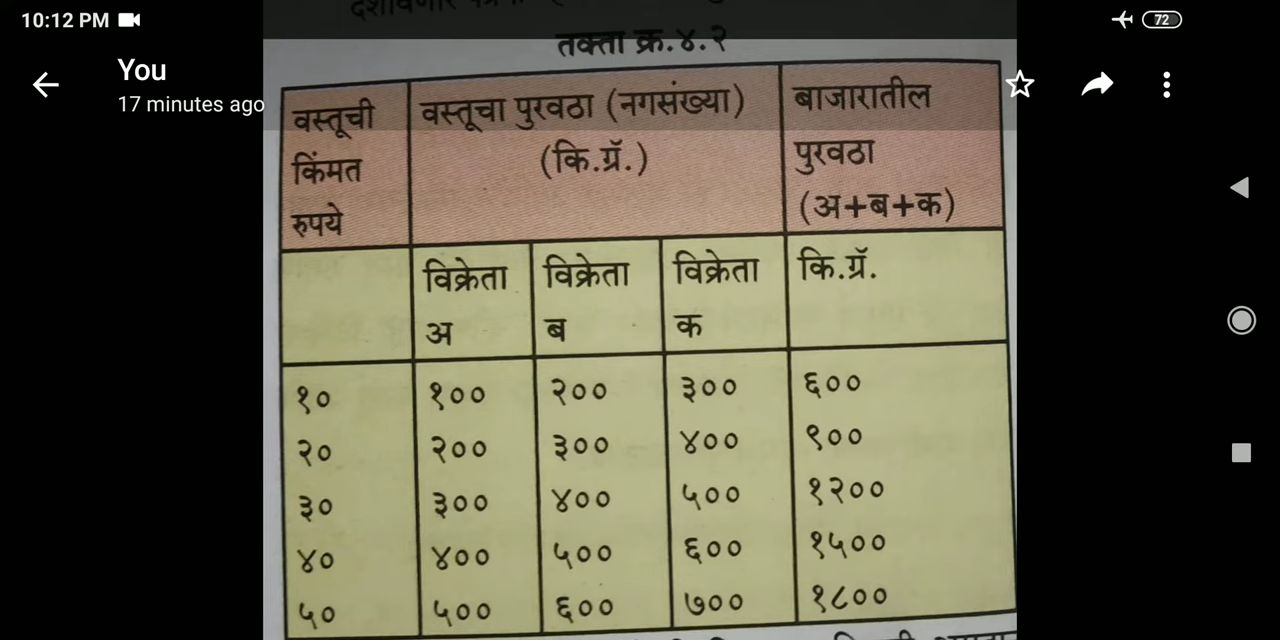 10:12 PM
72
You
17 minutes ago
तक्ता क्र.४.२
वस्तूची किंमत रुपये
वस्तूचा पुरवठा (नगसंख्या) (कि.ग्रॅ.)
बाजारातील पुरवठा (अ+ब+क)
विक्रेता अ
विक्रेता ब
विक्रेता क
कि.ग्रॅ.
१० १०० २०० ३०० ६००
२० २०० ३०० ४०० ९००
३० ३०० ४०० ५०० १२००
४० ४०० ५०० ६०० १५००
५० ५०० ६०० ७०० १८००